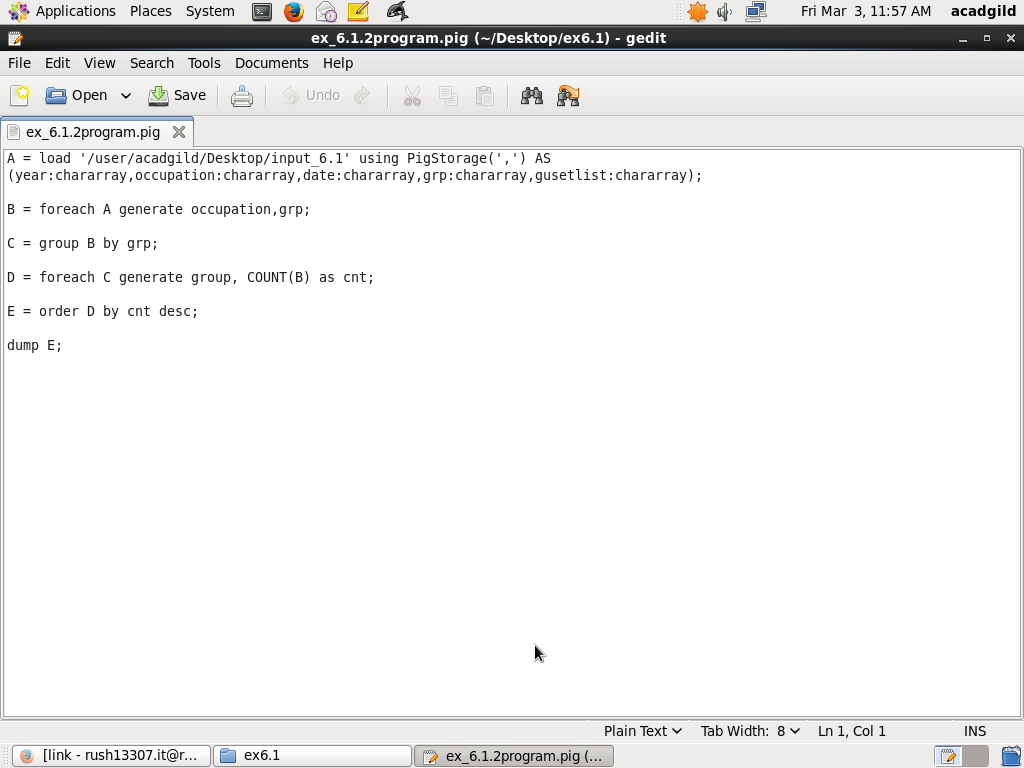 Applications Places System Fri Mar 3, 11:57 AM acadgild
ex_6.1.2program.pig (~/Desktop/ex6.1) - gedit
File Edit View Search Tools Documents Help
Open Save Undo
ex_6.1.2program.pig
A = load '/user/acadgild/Desktop/input_6.1' using PigStorage(',') AS
(year:chararray,occupation:chararray,date:chararray,grp:chararray,gusetlist:chararray);
B = foreach A generate occupation,grp;
C = group B by grp;
D = foreach C generate group, COUNT(B) as cnt;
E = order D by cnt desc;
dump E;
Plain Text Tab Width: 8 Ln 1, Col 1 INS
[link - rush13307.it@r... ex6.1 ex_6.1.2program.pig (...